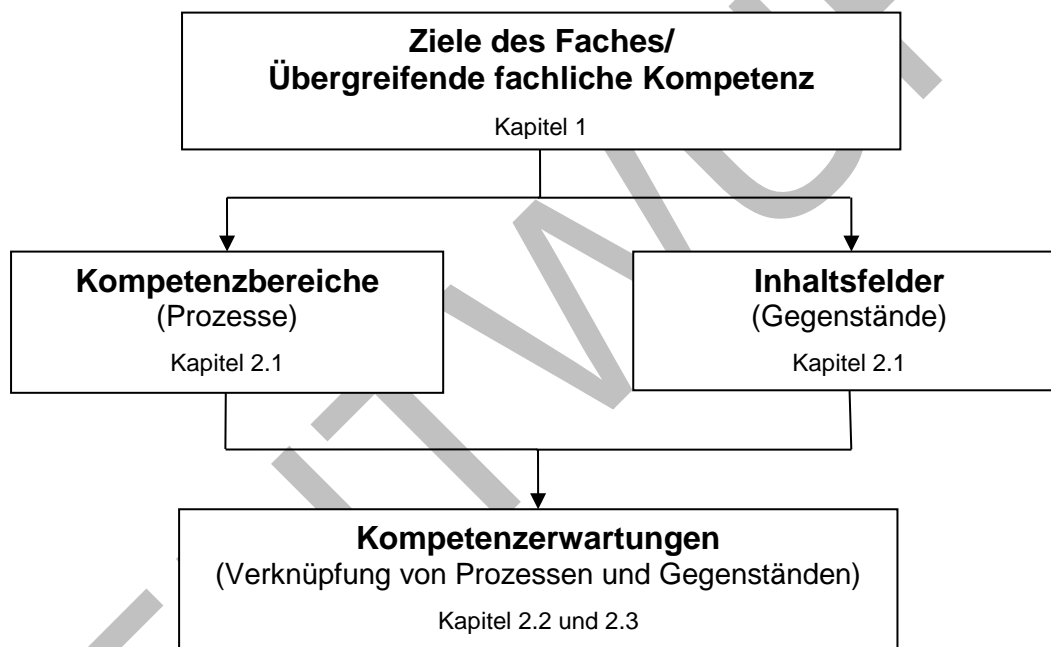 Ziele des Faches/
Übergreifende fachliche Kompetenz
Kapitel 1
Kompetenzbereiche
(Prozesse)
Kapitel 2.1
Inhaltsfelder
(Gegenstände)
Kapitel 2.1
Kompetenzerwartungen
(Verknüpfung von Prozessen und Gegenständen)
Kapitel 2.2 und 2.3